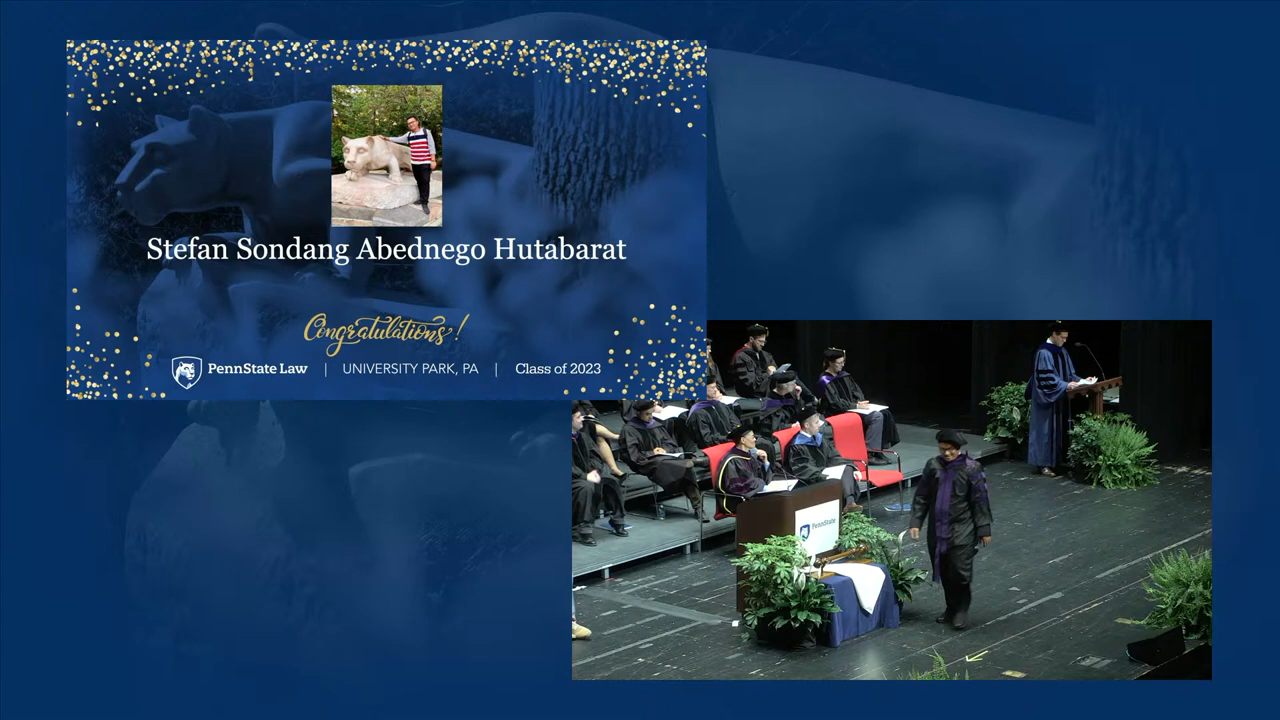 Stefan Sondang Abednego Hutabarat
Congratulations!
PennState Law | UNIVERSITY PARK, PA | Class of 2023
PennState